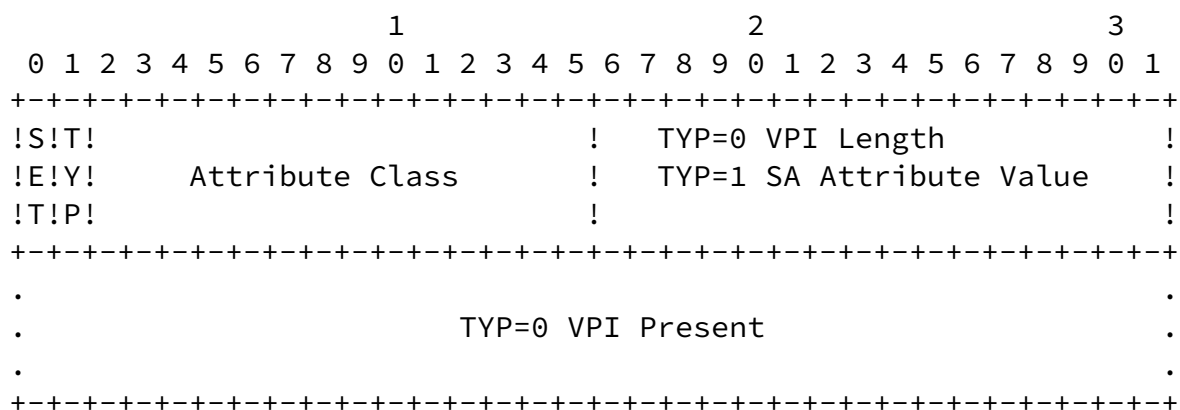 1                   2                   3
 0 1 2 3 4 5 6 7 8 9 0 1 2 3 4 5 6 7 8 9 0 1 2 3 4 5 6 7 8 9 0 1
+-+-+-+-+-+-+-+-+-+-+-+-+-+-+-+-+-+-+-+-+-+-+-+-+-+-+-+-+-+-+-+-+
!S!T!                           !   TYP=0 VPI Length            !
!E!Y!     Attribute Class       !   TYP=1 SA Attribute Value    !
!T!P!                           !                               !
+-+-+-+-+-+-+-+-+-+-+-+-+-+-+-+-+-+-+-+-+-+-+-+-+-+-+-+-+-+-+-+-+
.                                                               .
.                        TYP=0 VPI Present                      .
.                                                               .
+-+-+-+-+-+-+-+-+-+-+-+-+-+-+-+-+-+-+-+-+-+-+-+-+-+-+-+-+-+-+-+-+